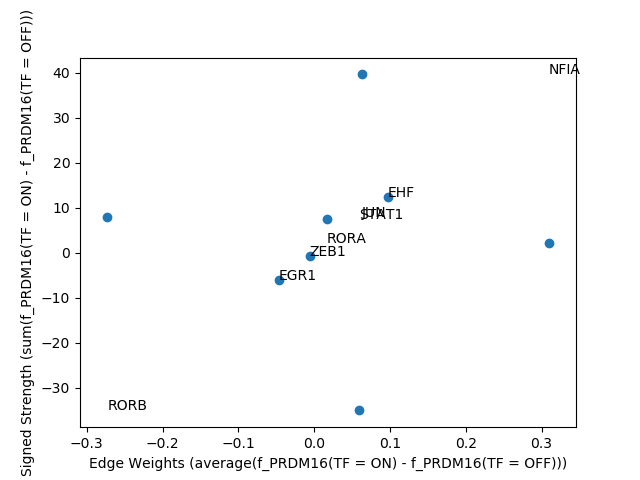 Signed Strength (sum(f_PRDM16(TF = ON) - f_PRDM16(TF = OFF)))
40
30
20
10
0
−10
−20
−30
NFIA
EHF
JUN
STAT1
RORA
ZEB1
EGR1
RORB
−0.3
−0.2
−0.1
0.0
0.1
0.2
0.3
Edge Weights (average(f_PRDM16(TF = ON) - f_PRDM16(TF = OFF)))